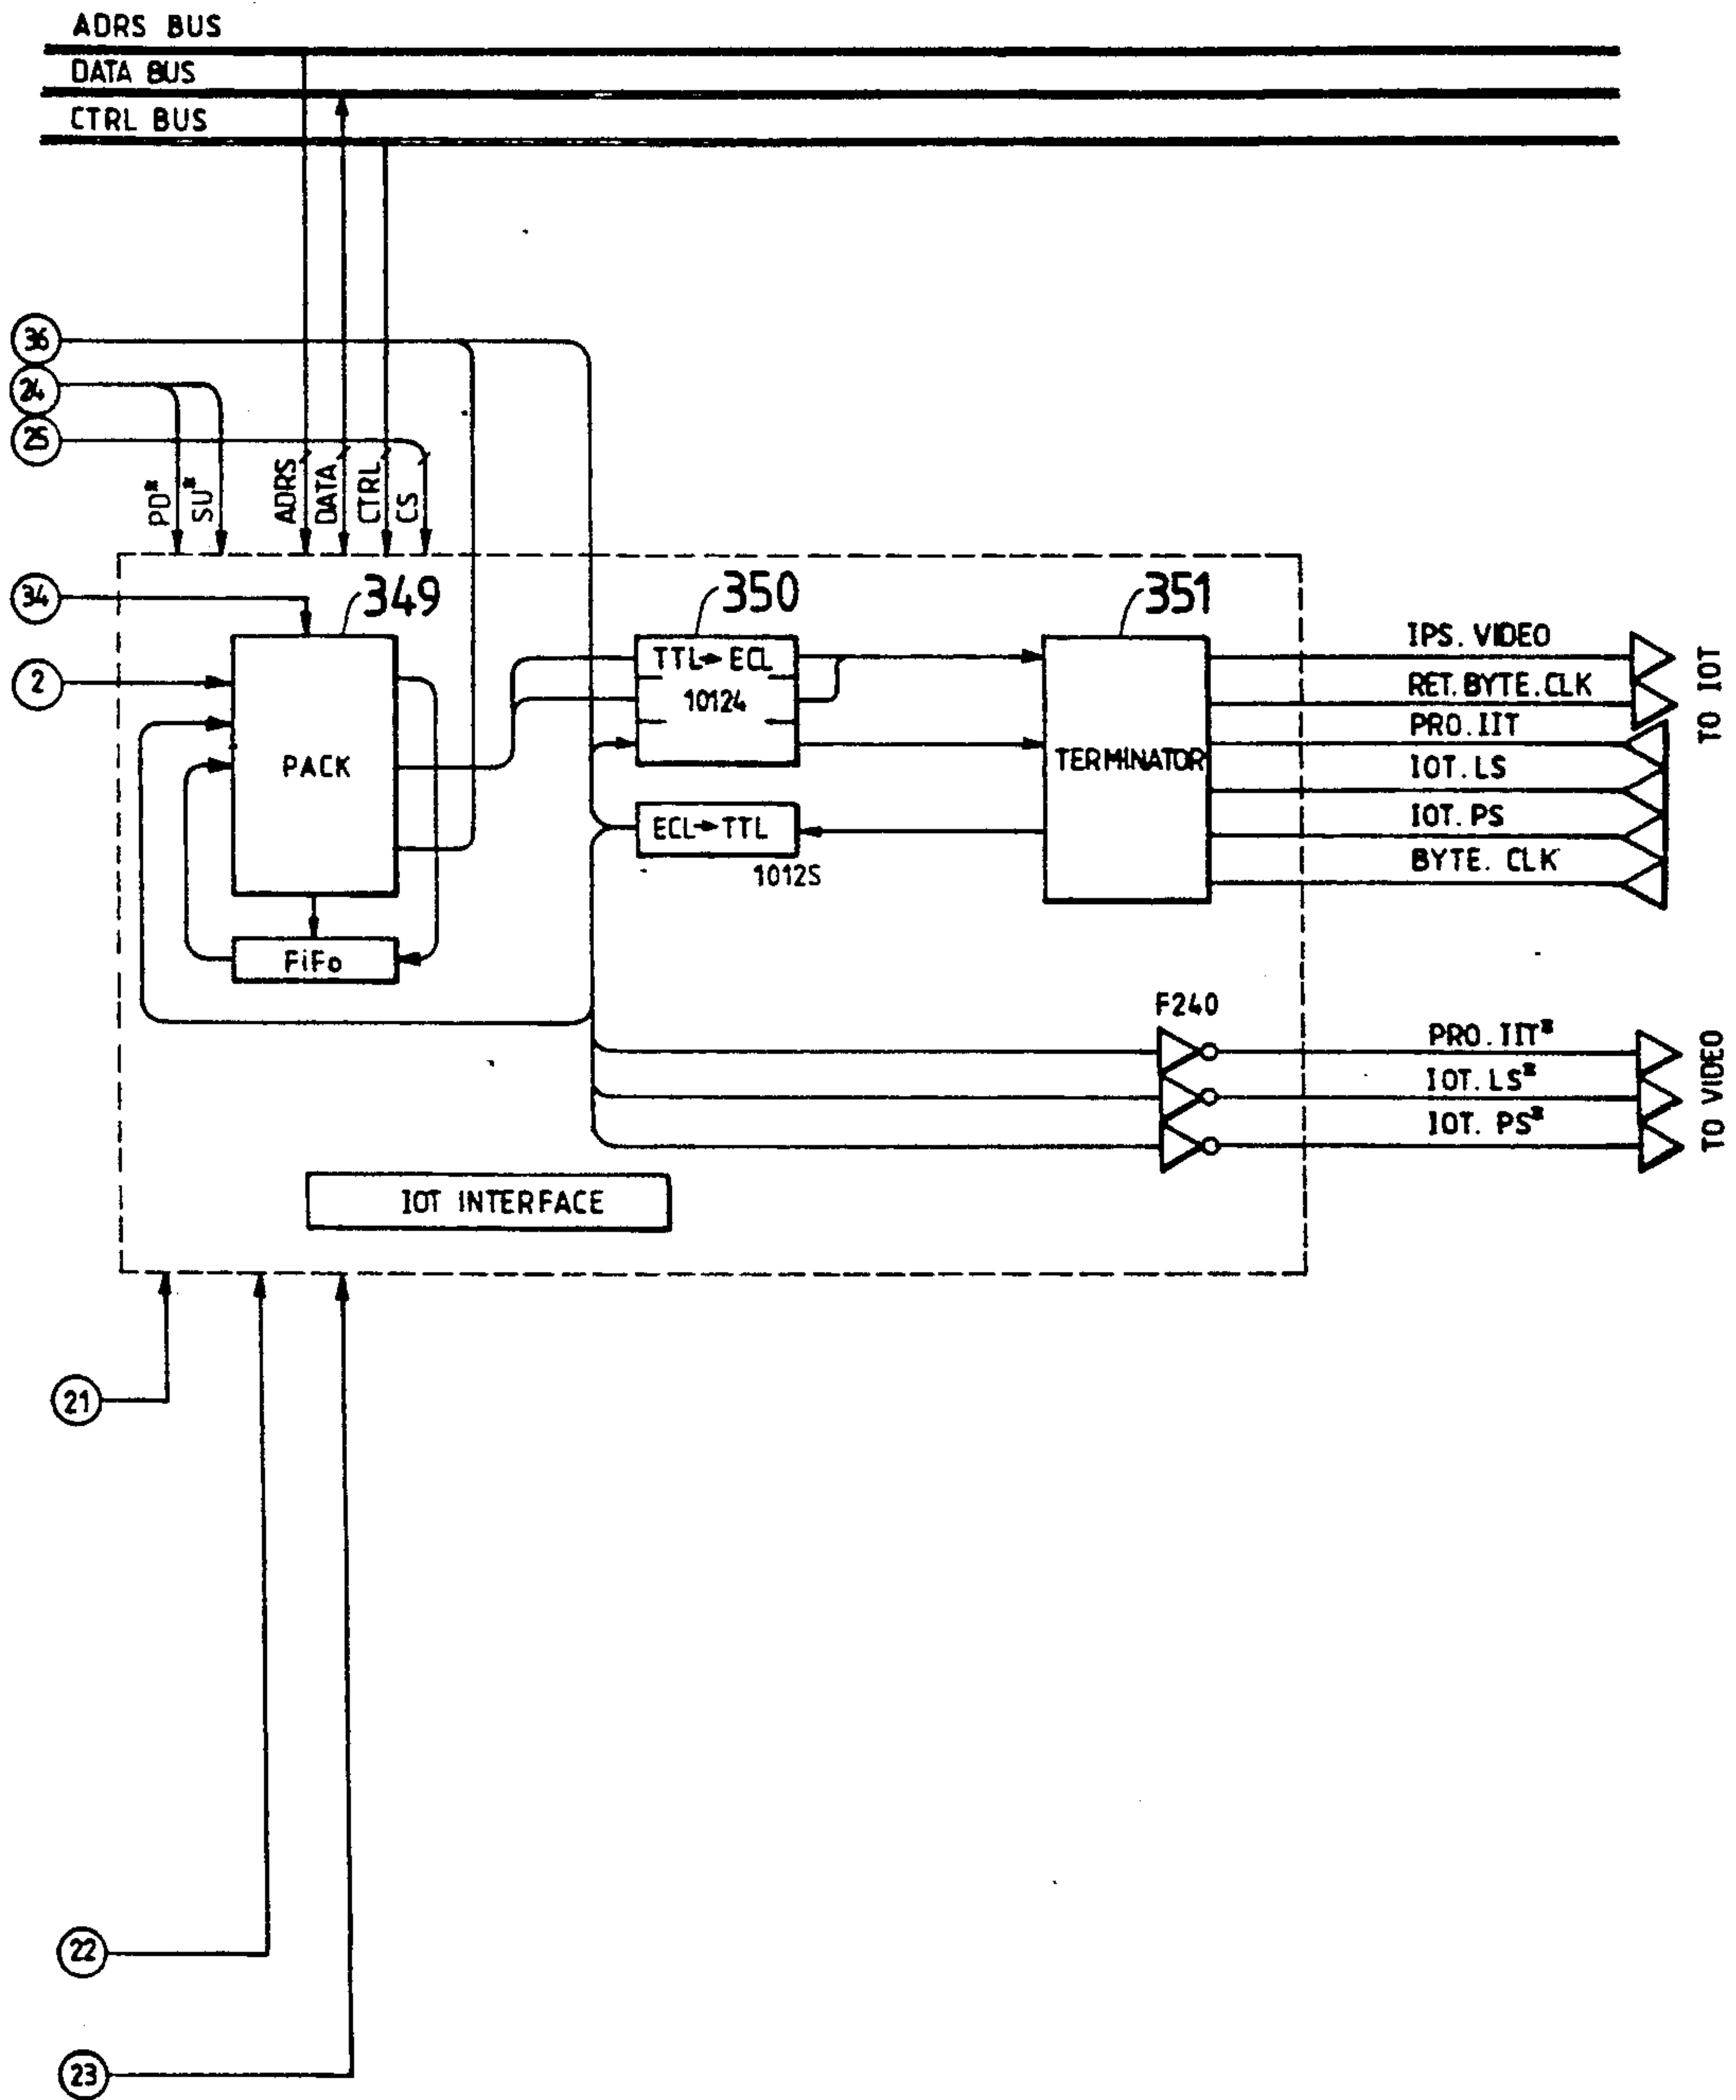 ADRS BUS
DATA BUS
CTRL BUS
36
24
25
PD*
SU*
ADRS
DATA
CTRL
CS
34
349
350
351
2
TTL→ECL
10124
PACK
TERMINATOR
ECL→TTL
10125
FiFo
IPS.VIDEO
RET.BYTE.CLK
PRO.IIT
IOT.LS
IOT.PS
BYTE.CLK
TO IOT
F240
PRO.IIT*
IOT.LS*
IOT.PS*
TO VIDEO
IOT INTERFACE
21
22
23